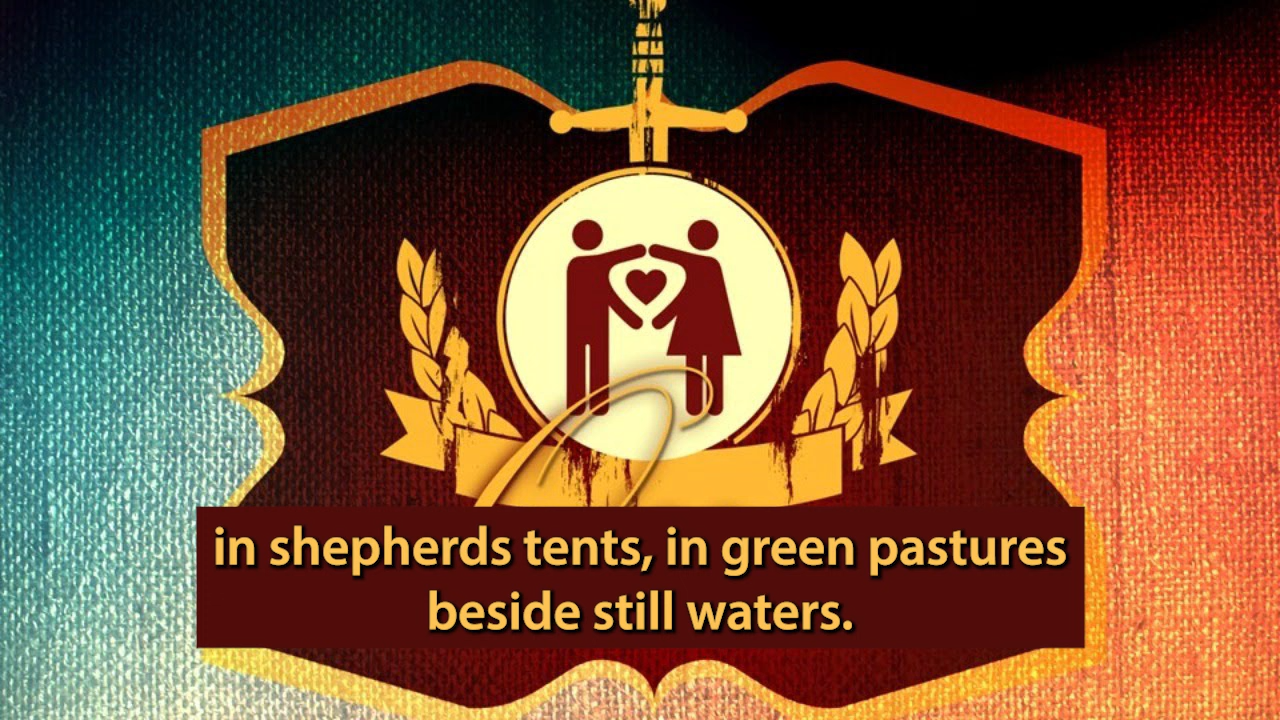 in shepherds tents, in green pastures
beside still waters.